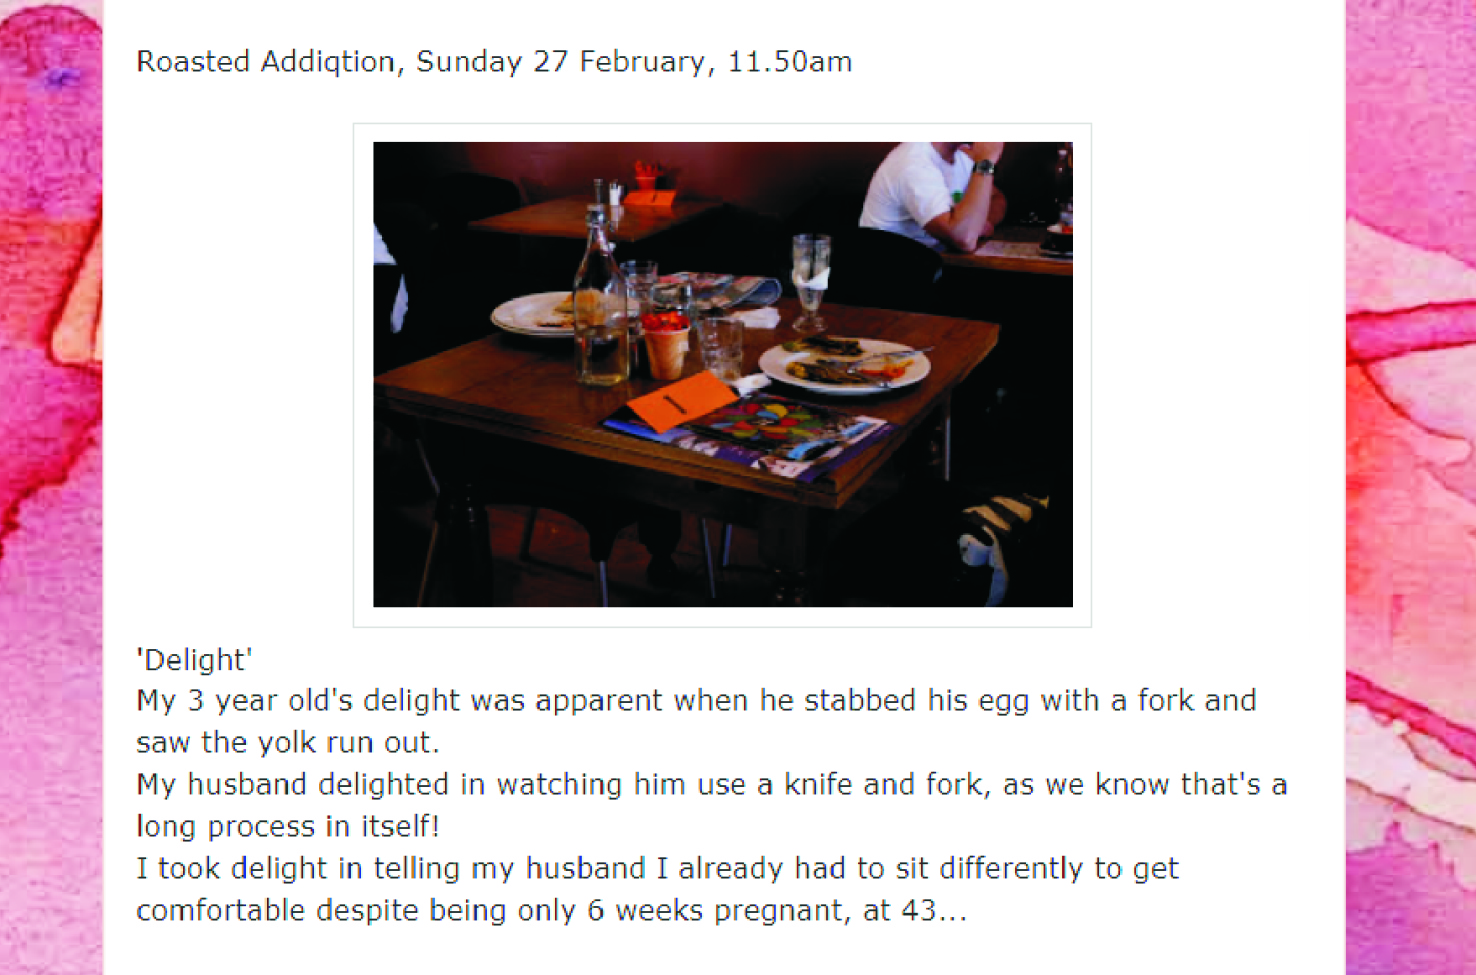 Roasted Addiqtion, Sunday 27 February, 11.50am
'Delight'
My 3 year old's delight was apparent when he stabbed his egg with a fork and
saw the yolk run out.
My husband delighted in watching him use a knife and fork, as we know that's a
long process in itself!
I took delight in telling my husband I already had to sit differently to get
comfortable despite being only 6 weeks pregnant, at 43...